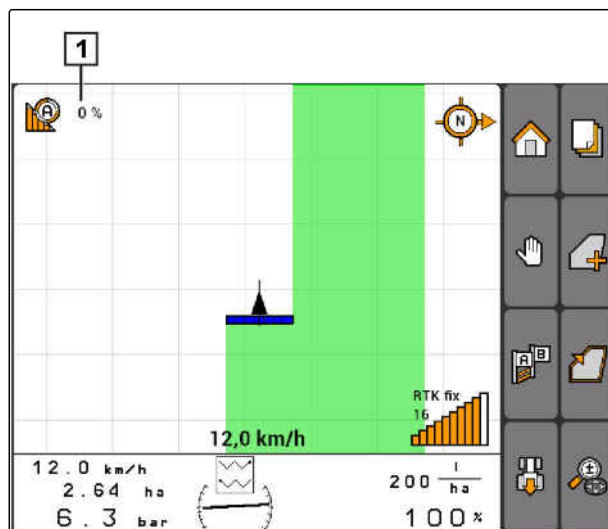 1
A
0 %
N
A B
RTK fix
16
12,0 km/h
12.0 km/h
2.64 ha
6.3 bar
200 l/ha
100 %